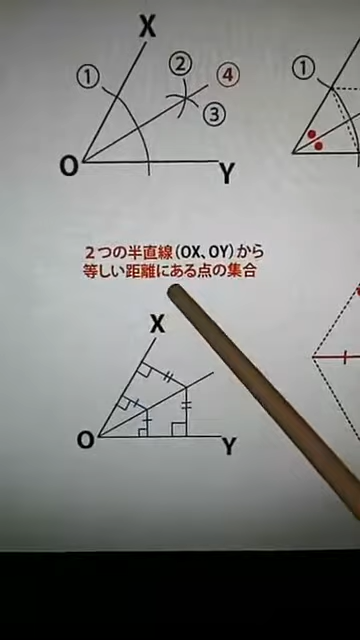 X
① ② ④ ①
③
O Y
2つの半直線(OX、OY)から
等しい距離にある点の集合
X
O Y